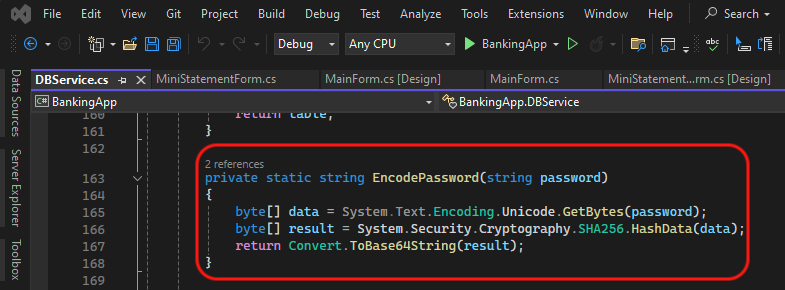 File Edit View Git Project Build Debug Test Analyze Tools Extensions Window Help Search
Debug Any CPU BankingApp
DBService.cs MiniStatementForm.cs MainForm.cs [Design] MainForm.cs MiniStatement...rm.cs [Design]
C# BankingApp BankingApp.DBService
Data Sources
Server Explorer
Toolbox
160 return table;
161 }
162
2 references
163 private static string EncodePassword(string password)
164 {
165 byte[] data = System.Text.Encoding.Unicode.GetBytes(password);
166 byte[] result = System.Security.Cryptography.SHA256.HashData(data);
167 return Convert.ToBase64String(result);
168 }
169